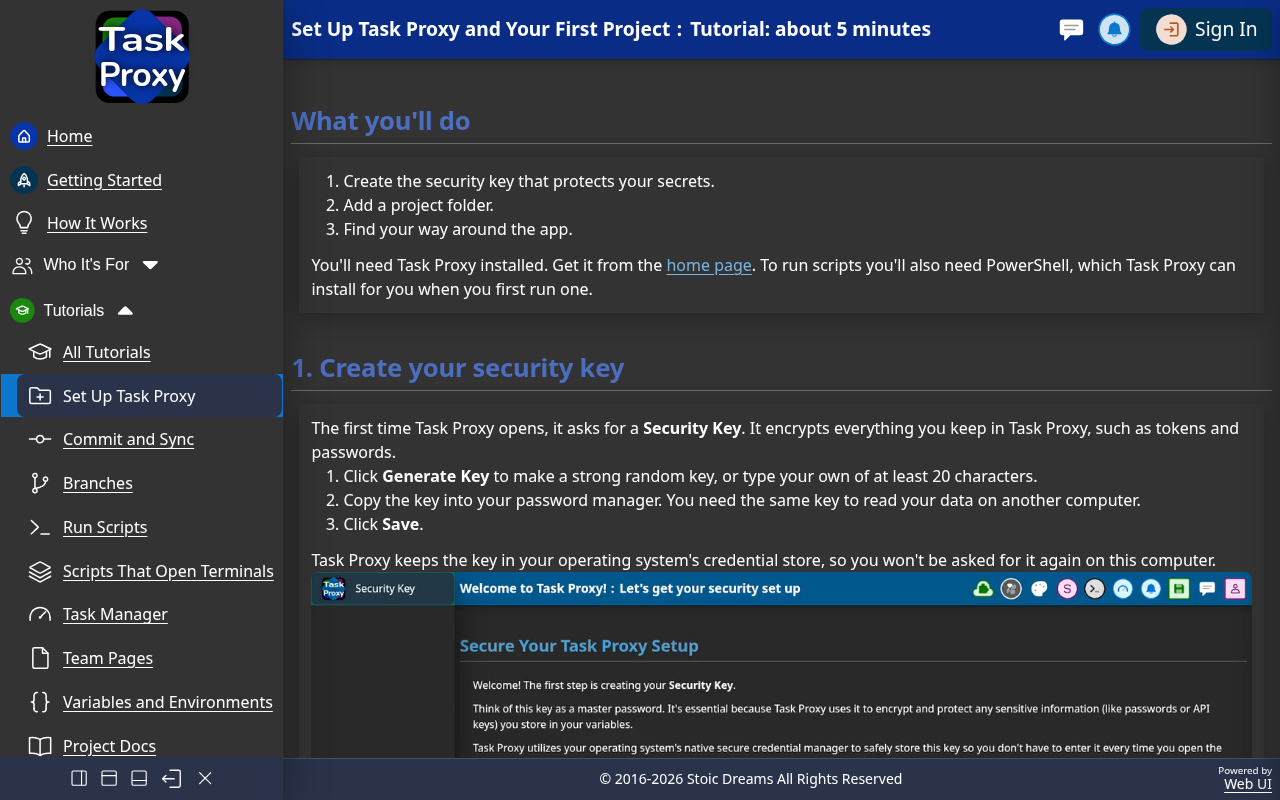 Task
Proxy
Home
Getting Started
How It Works
Who It's For
Tutorials
All Tutorials
Set Up Task Proxy
Commit and Sync
Branches
Run Scripts
Scripts That Open Terminals
Task Manager
Team Pages
Variables and Environments
Project Docs
Set Up Task Proxy and Your First Project : Tutorial: about 5 minutes
Sign In
What you'll do
1. Create the security key that protects your secrets.
2. Add a project folder.
3. Find your way around the app.
You'll need Task Proxy installed. Get it from the home page. To run scripts you'll also need PowerShell, which Task Proxy can
install for you when you first run one.
1. Create your security key
The first time Task Proxy opens, it asks for a Security Key. It encrypts everything you keep in Task Proxy, such as tokens and
passwords.
1. Click Generate Key to make a strong random key, or type your own of at least 20 characters.
2. Copy the key into your password manager. You need the same key to read your data on another computer.
3. Click Save.
Task Proxy keeps the key in your operating system's credential store, so you won't be asked for it again on this computer.
Task
Proxy
Security Key
Welcome to Task Proxy! : Let's get your security set up
S
Secure Your Task Proxy Setup
Welcome! The first step is creating your Security Key.
Think of this key as a master password. It's essential because Task Proxy uses it to encrypt and protect any sensitive information (like passwords or API
keys) you store in your variables.
Task Proxy utilizes your operating system's native secure credential manager to safely store this key so you don't have to enter it every time you open the
© 2016-2026 Stoic Dreams All Rights Reserved
Powered by
Web UI